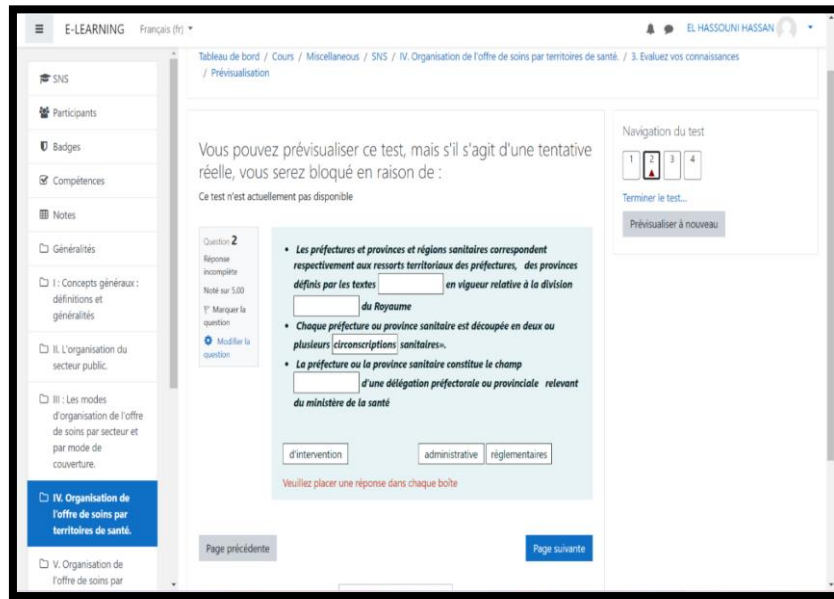 E-LEARNING Français (fr)
EL HASSOUNI HASSAN
SNS
Participants
Badges
Compétences
Notes
Généralités
I : Concepts généraux :
définitions et
généralités
II. L'organisation du
secteur public.
III : Les modes
d'organisation de l'offre
de soins par secteur et
par mode de
couverture.
IV. Organisation de
l'offre de soins par
territoires de santé.
V. Organisation de
l'offre de soins par
Tableau de bord / Cours / Miscellaneous / SNS / IV. Organisation de l'offre de soins par territoires de santé. / 3. Evaluez vos connaissances
/ Prévisualisation
Vous pouvez prévisualiser ce test, mais s'il s'agit d'une tentative
réelle, vous serez bloqué en raison de :
Ce test n'est actuellement pas disponible
Question 2
Réponse
incomplète
Noté sur 5,00
Marquer la
question
Modifier la
question
• Les préfectures et provinces et régions sanitaires correspondent
respectivement aux ressorts territoriaux des préfectures, des provinces
définis par les textes en vigueur relative à la division
du Royaume
• Chaque préfecture ou province sanitaire est découpée en deux ou
plusieurs circonscriptions sanitaires».
• La préfecture ou la province sanitaire constitue le champ
d'une délégation préfectorale ou provinciale relevant
du ministère de la santé
d'intervention administrative réglementaires
Veuillez placer une réponse dans chaque boîte
Page précédente Page suivante
Navigation du test
1 2 3 4
Terminer le test...
Prévisualiser à nouveau